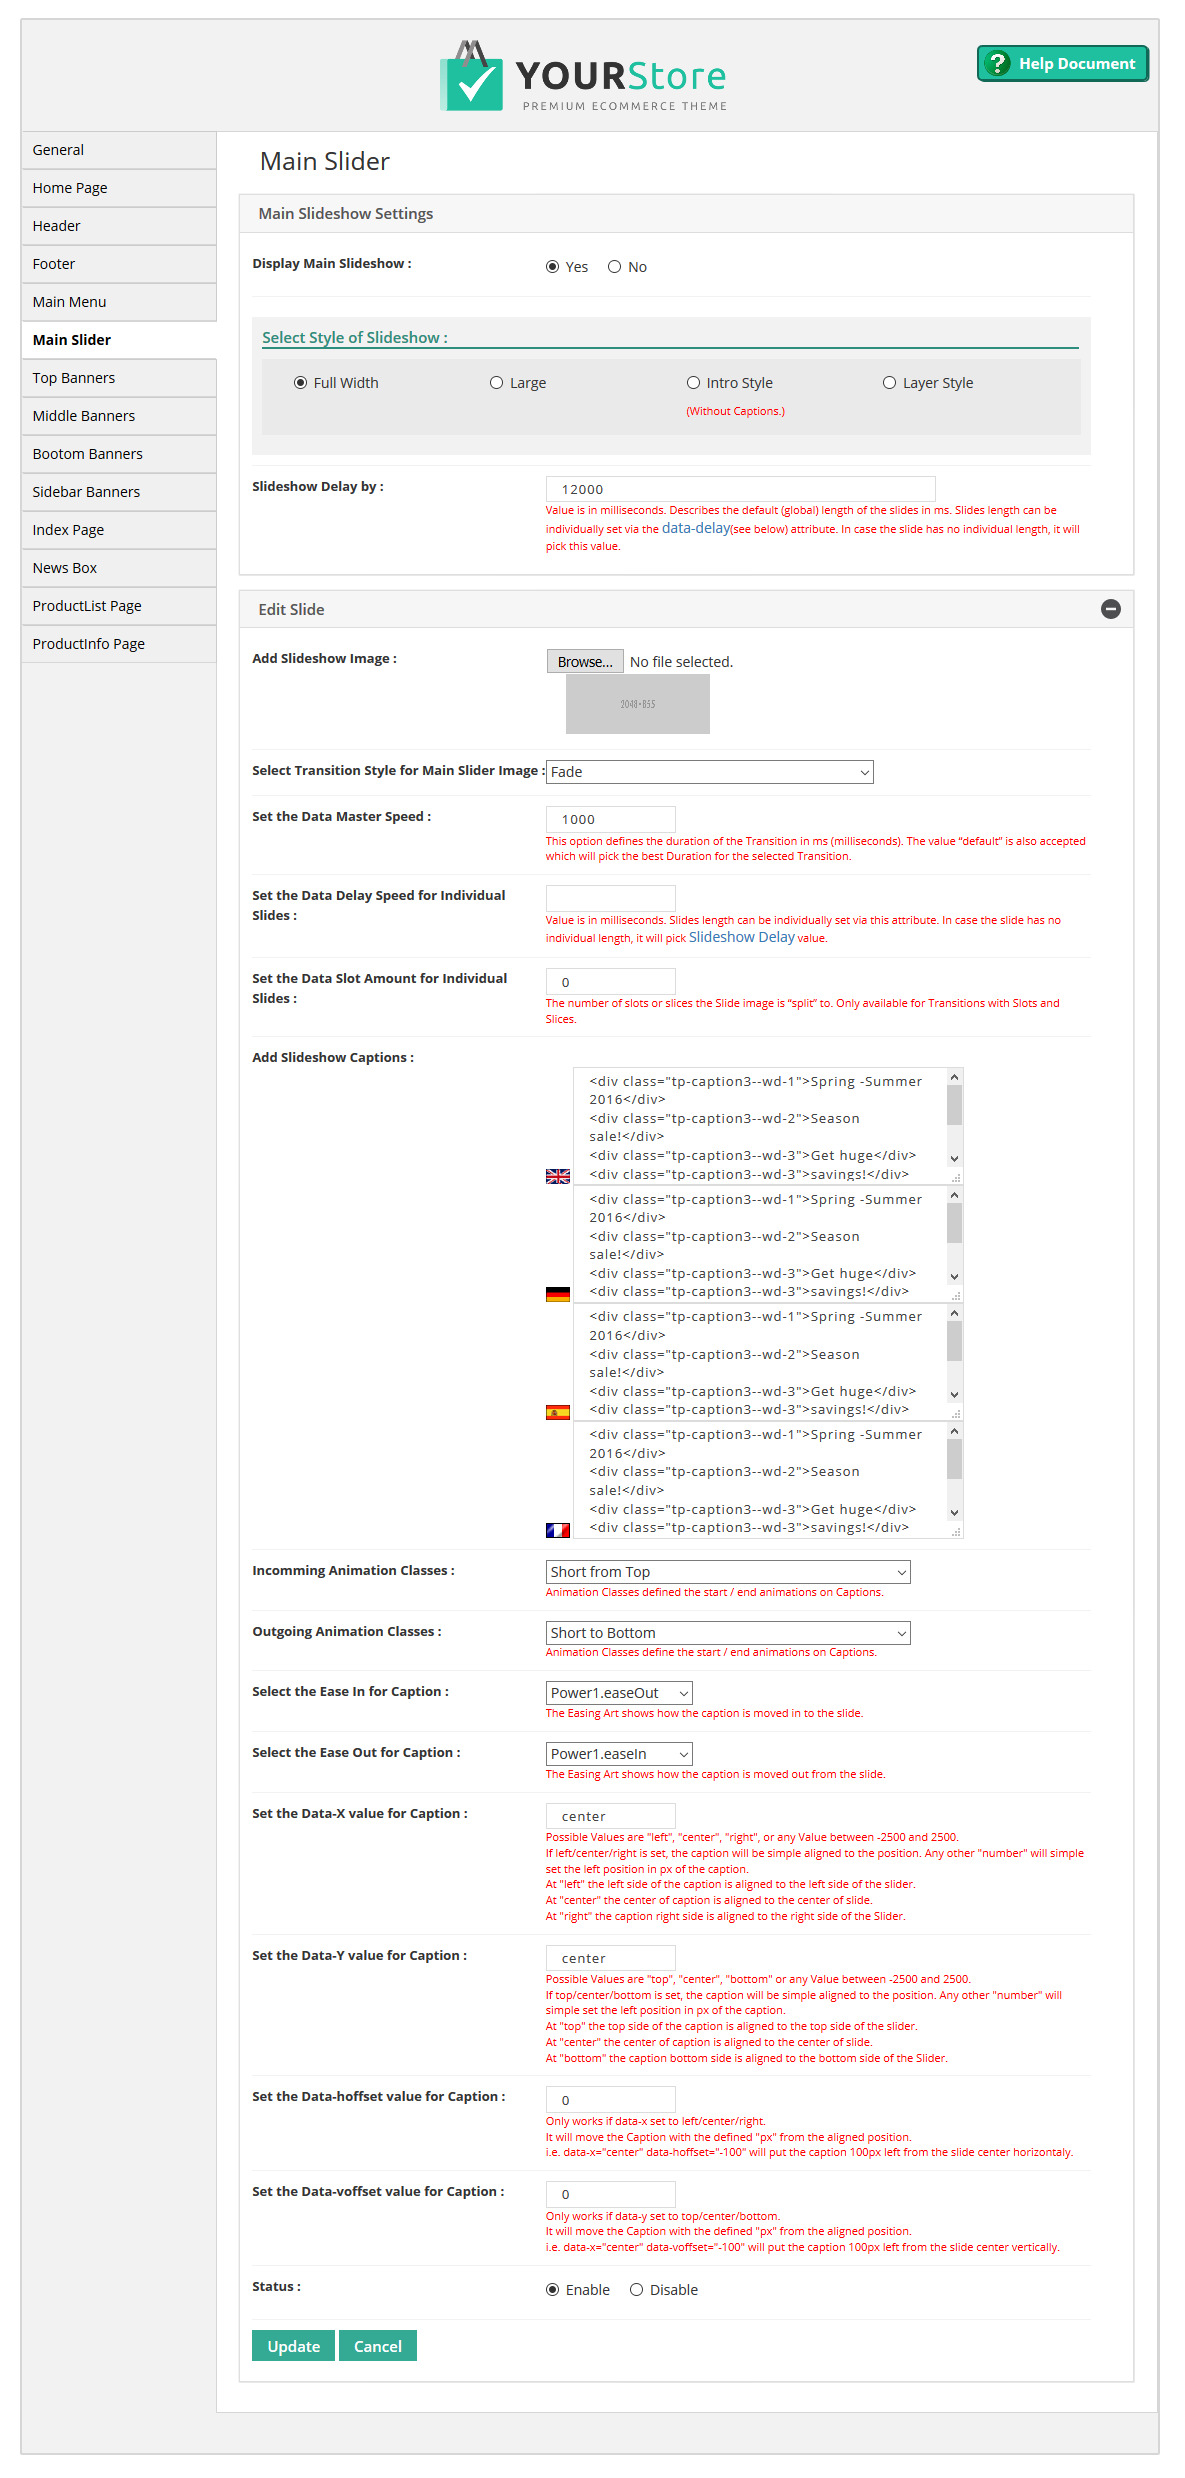 YOURStore
PREMIUM ECOMMERCE THEME
? Help Document
General
Home Page
Header
Footer
Main Menu
Main Slider
Top Banners
Middle Banners
Bootom Banners
Sidebar Banners
Index Page
News Box
ProductList Page
ProductInfo Page
Main Slider
Main Slideshow Settings
Display Main Slideshow :
Yes No
Select Style of Slideshow :
Full Width Large Intro Style Layer Style
(Without Captions.)
Slideshow Delay by :
12000
Value is in milliseconds. Describes the default (global) length of the slides in ms. Slides length can be
individually set via the data-delay(see below) attribute. In case the slide has no individual length, it will
pick this value.
Edit Slide
Add Slideshow Image :
Browse... No file selected.
2048×855
Select Transition Style for Main Slider Image :
Fade
Set the Data Master Speed :
1000
This option defines the duration of the Transition in ms (milliseconds). The value “default” is also accepted
which will pick the best Duration for the selected Transition.
Set the Data Delay Speed for Individual
Slides :
Value is in milliseconds. Slides length can be individually set via this attribute. In case the slide has no
individual length, it will pick Slideshow Delay value.
Set the Data Slot Amount for Individual
Slides :
0
The number of slots or slices the Slide image is “split” to. Only available for Transitions with Slots and
Slices.
Add Slideshow Captions :
<div class="tp-caption3--wd-1">Spring -Summer
2016</div>
<div class="tp-caption3--wd-2">Season
sale!</div>
<div class="tp-caption3--wd-3">Get huge</div>
<div class="tp-caption3--wd-3">savings!</div>
<div class="tp-caption3--wd-1">Spring -Summer
2016</div>
<div class="tp-caption3--wd-2">Season
sale!</div>
<div class="tp-caption3--wd-3">Get huge</div>
<div class="tp-caption3--wd-3">savings!</div>
<div class="tp-caption3--wd-1">Spring -Summer
2016</div>
<div class="tp-caption3--wd-2">Season
sale!</div>
<div class="tp-caption3--wd-3">Get huge</div>
<div class="tp-caption3--wd-3">savings!</div>
<div class="tp-caption3--wd-1">Spring -Summer
2016</div>
<div class="tp-caption3--wd-2">Season
sale!</div>
<div class="tp-caption3--wd-3">Get huge</div>
<div class="tp-caption3--wd-3">savings!</div>
Incomming Animation Classes :
Short from Top
Animation Classes defined the start / end animations on Captions.
Outgoing Animation Classes :
Short to Bottom
Animation Classes define the start / end animations on Captions.
Select the Ease In for Caption :
Power1.easeOut
The Easing Art shows how the caption is moved in to the slide.
Select the Ease Out for Caption :
Power1.easeIn
The Easing Art shows how the caption is moved out from the slide.
Set the Data-X value for Caption :
center
Possible Values are "left", "center", "right", or any Value between -2500 and 2500.
If left/center/right is set, the caption will be simple aligned to the position. Any other "number" will simple
set the left position in px of the caption.
At "left" the left side of the caption is aligned to the left side of the slider.
At "center" the center of caption is aligned to the center of slide.
At "right" the caption right side is aligned to the right side of the Slider.
Set the Data-Y value for Caption :
center
Possible Values are "top", "center", "bottom" or any Value between -2500 and 2500.
If top/center/bottom is set, the caption will be simple aligned to the position. Any other "number" will
simple set the left position in px of the caption.
At "top" the top side of the caption is aligned to the top side of the slider.
At "center" the center of caption is aligned to the center of slide.
At "bottom" the caption bottom side is aligned to the bottom side of the Slider.
Set the Data-hoffset value for Caption :
0
Only works if data-x set to left/center/right.
It will move the Caption with the defined "px" from the aligned position.
i.e. data-x="center" data-hoffset="-100" will put the caption 100px left from the slide center horizontaly.
Set the Data-voffset value for Caption :
0
Only works if data-y set to top/center/bottom.
It will move the Caption with the defined "px" from the aligned position.
i.e. data-x="center" data-voffset="-100" will put the caption 100px left from the slide center vertically.
Status :
Enable Disable
Update Cancel